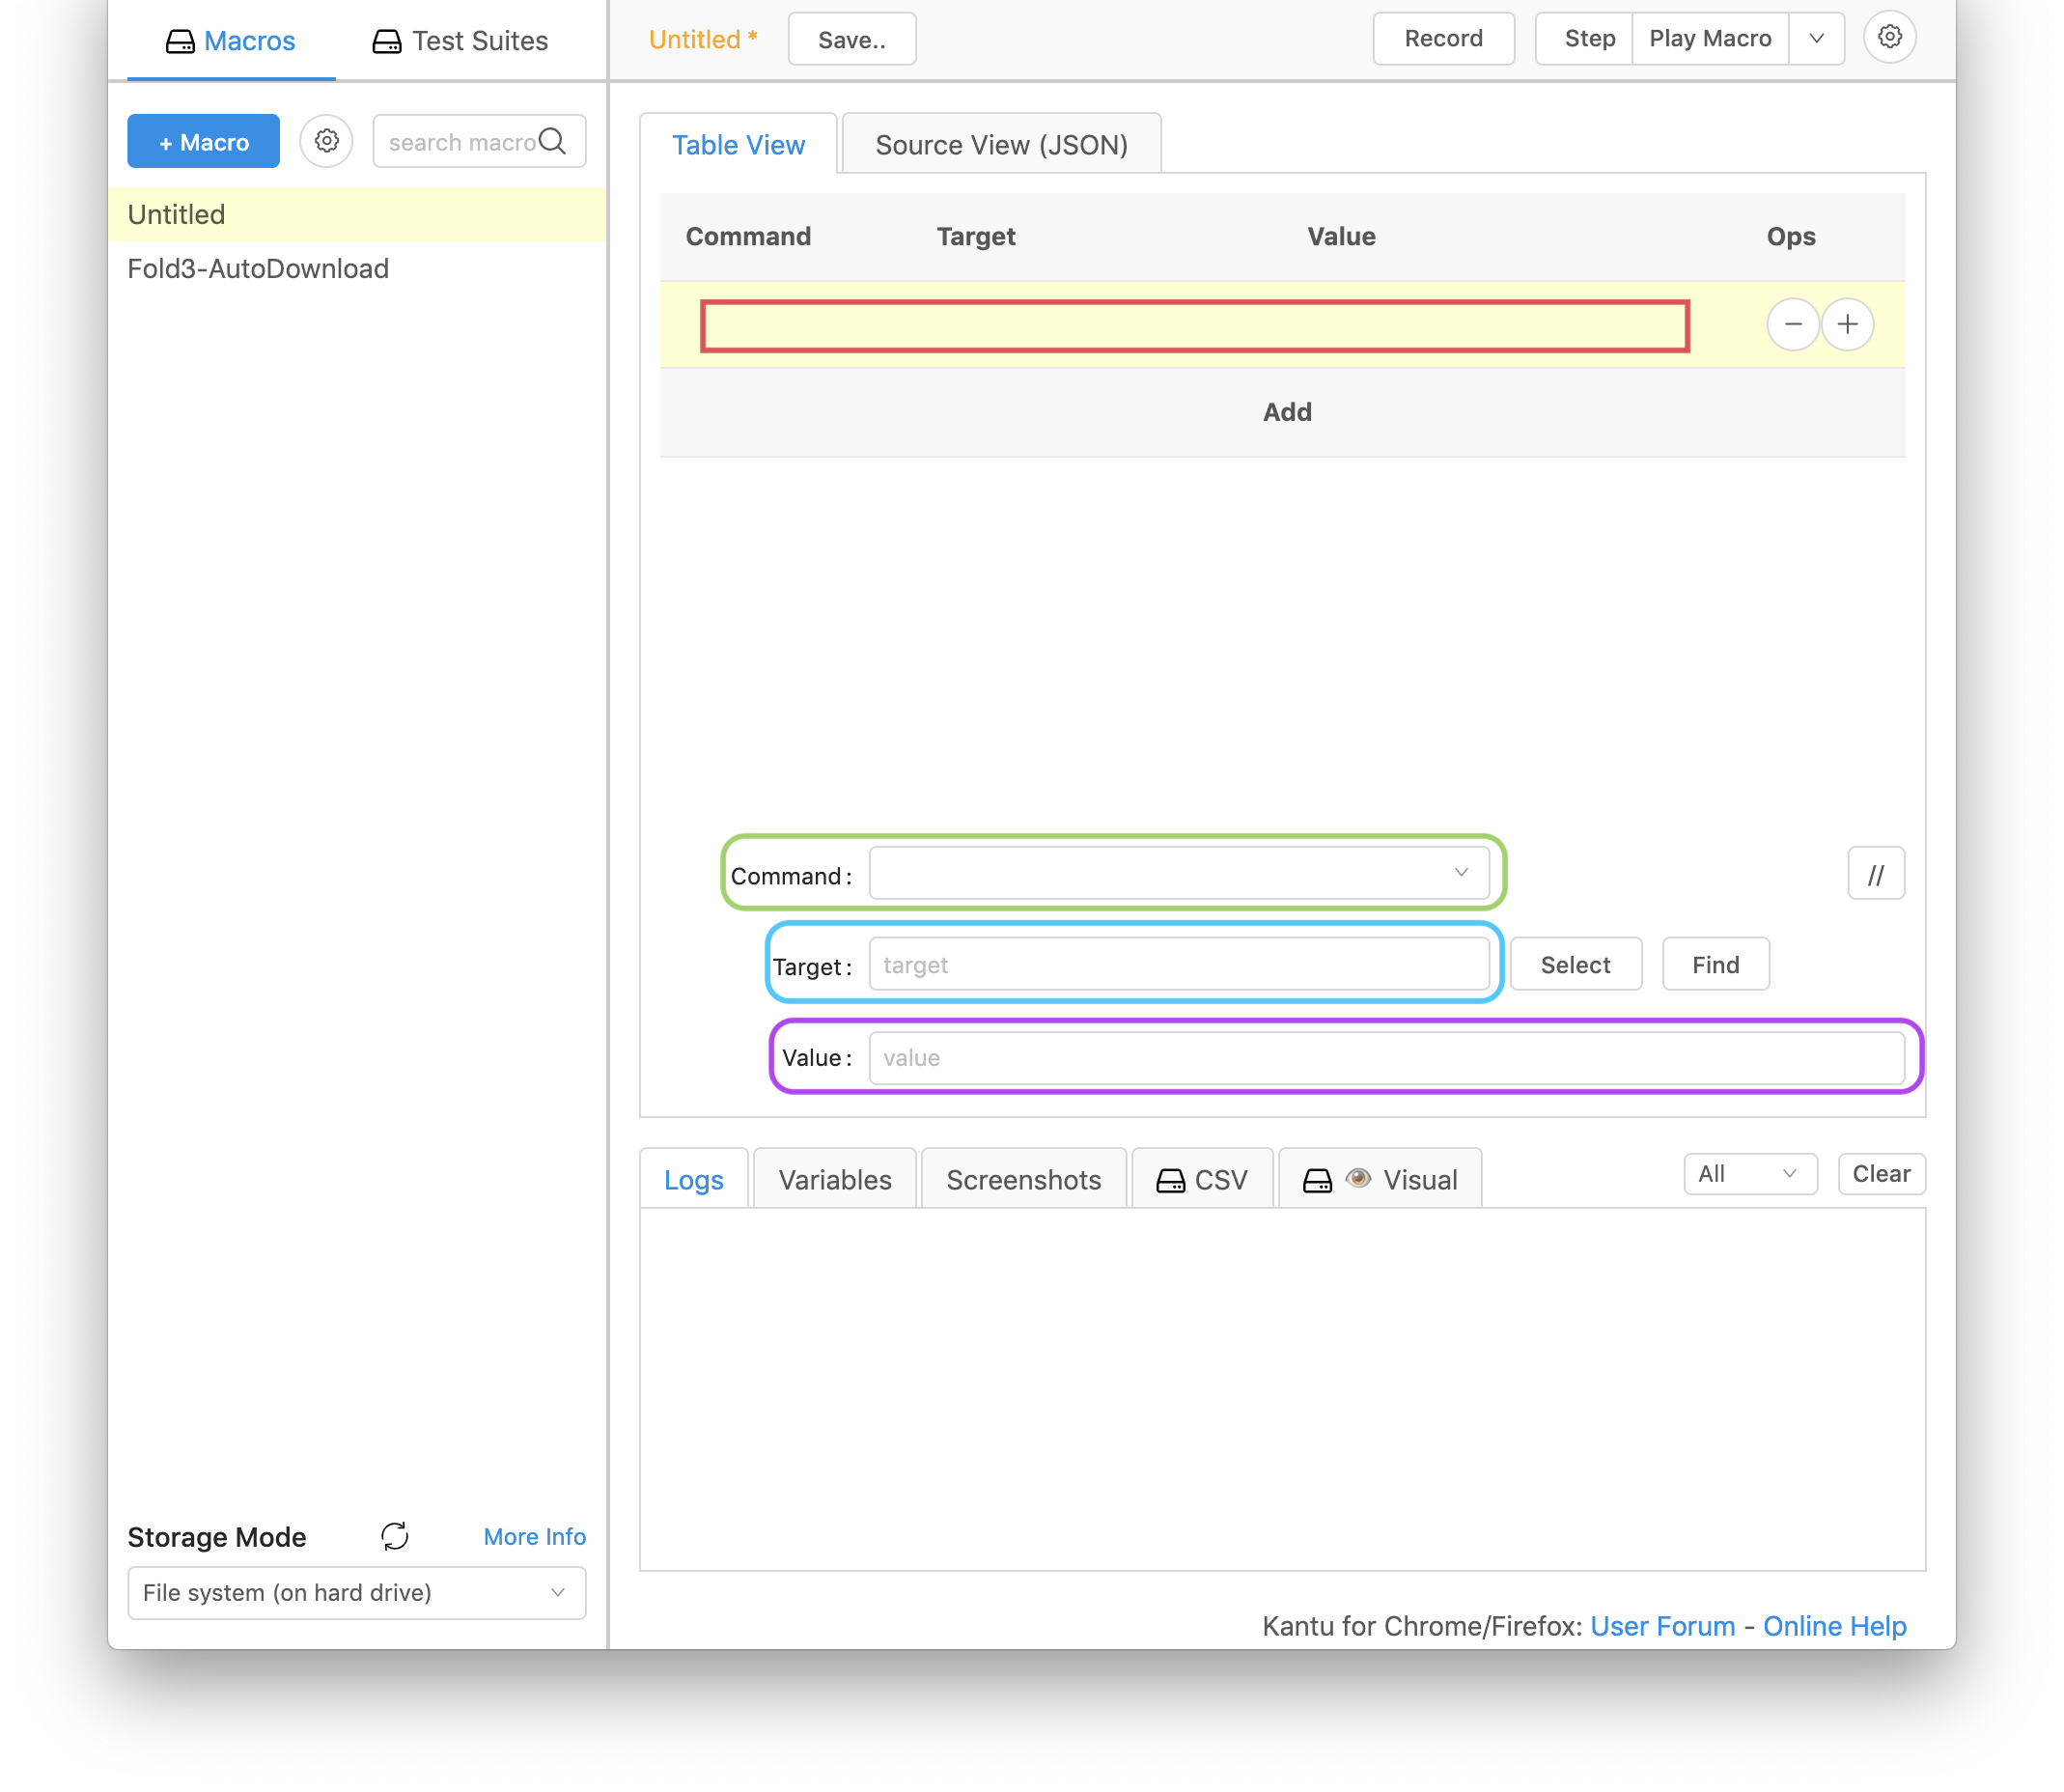 Macros Test Suites
Untitled * Save.. Record Step Play Macro
+ Macro search macro
Untitled
Fold3-AutoDownload
Table View Source View (JSON)
Command Target Value Ops
Add
Command : //
Target : target Select Find
Value : value
Logs Variables Screenshots CSV Visual All Clear
Storage Mode More Info
File system (on hard drive)
Kantu for Chrome/Firefox: User Forum - Online Help